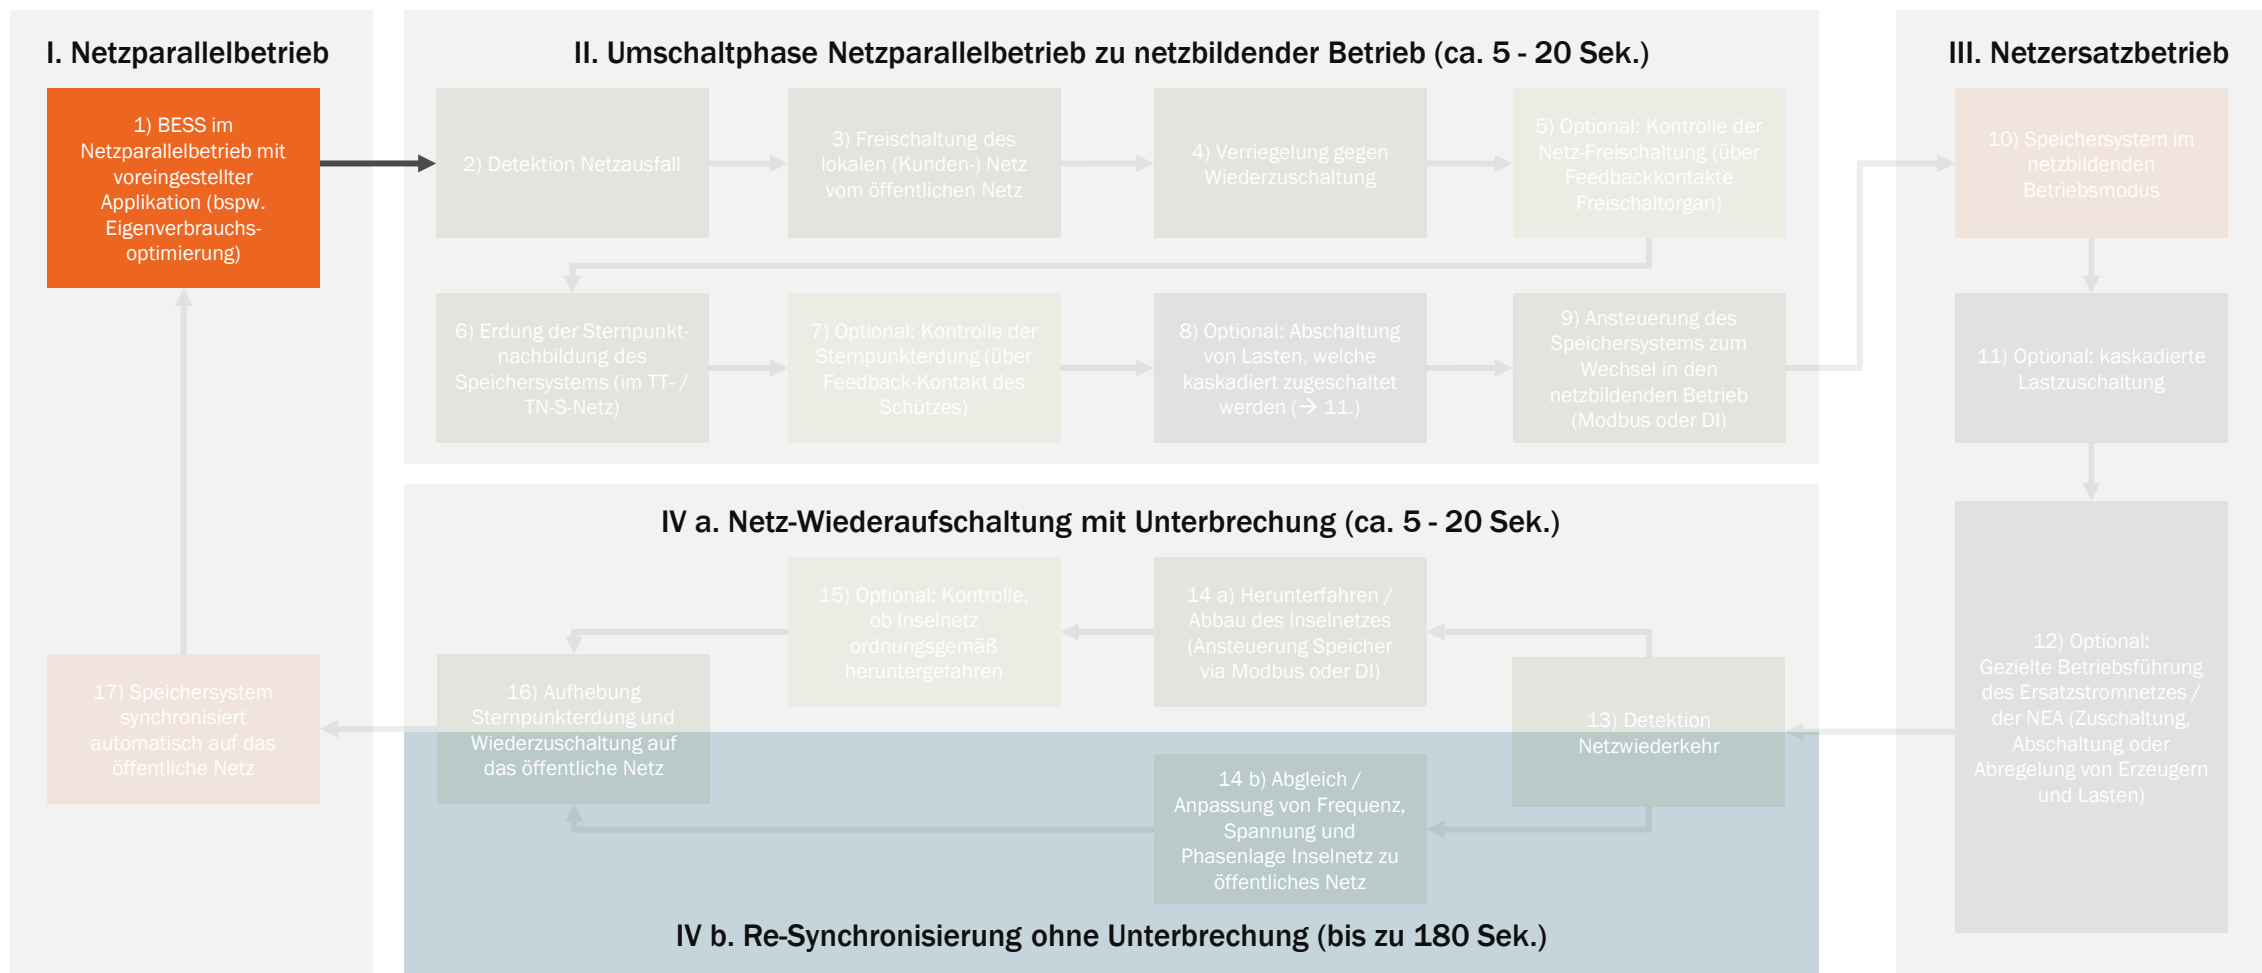 I. Netzparallelbetrieb
1) BESS im
Netzparallelbetrieb mit
voreingestellter
Applikation (bspw.
Eigenverbrauchs-
optimierung)
II. Umschaltphase Netzparallelbetrieb zu netzbildender Betrieb (ca. 5 - 20 Sek.)
2) Detektion Netzausfall
3) Freischaltung des
lokalen (Kunden-) Netz
vom öffentlichen Netz
4) Verriegelung gegen
Wiederzuschaltung
5) Optional: Kontrolle der
Netz-Freischaltung (über
Feedbackkontakte
Freischaltorgan)
6) Erdung der Sternpunkt-
nachbildung des
Speichersystems (im TT- /
TN-S-Netz)
7) Optional: Kontrolle der
Sternpunkterdung (über
Feedback-Kontakt des
Schützes)
8) Optional: Abschaltung
von Lasten, welche
kaskadiert zugeschaltet
werden (→ 11.)
9) Ansteuerung des
Speichersystems zum
Wechsel in den
netzbildenden Betrieb
(Modbus oder DI)
III. Netzersatzbetrieb
10) Speichersystem im
netzbildenden
Betriebsmodus
11) Optional: kaskadierte
Lastzuschaltung
12) Optional:
Gezielte Betriebsführung
des Ersatzstromnetzes /
der NEA (Zuschaltung,
Abschaltung oder
Abregelung von Erzeugern
und Lasten)
IV a. Netz-Wiederaufschaltung mit Unterbrechung (ca. 5 - 20 Sek.)
13) Detektion
Netzwiederkehr
14 a) Herunterfahren /
Abbau des Inselnetzes
(Ansteuerung Speicher
via Modbus oder DI)
15) Optional: Kontrolle,
ob Inselnetz
ordnungsgemäß
heruntergefahren
16) Aufhebung
Sternpunkterdung und
Wiederzuschaltung auf
das öffentliche Netz
14 b) Abgleich /
Anpassung von Frequenz,
Spannung und
Phasenlage Inselnetz zu
öffentliches Netz
IV b. Re-Synchronisierung ohne Unterbrechung (bis zu 180 Sek.)
17) Speichersystem
synchronisiert
automatisch auf das
öffentliche Netz